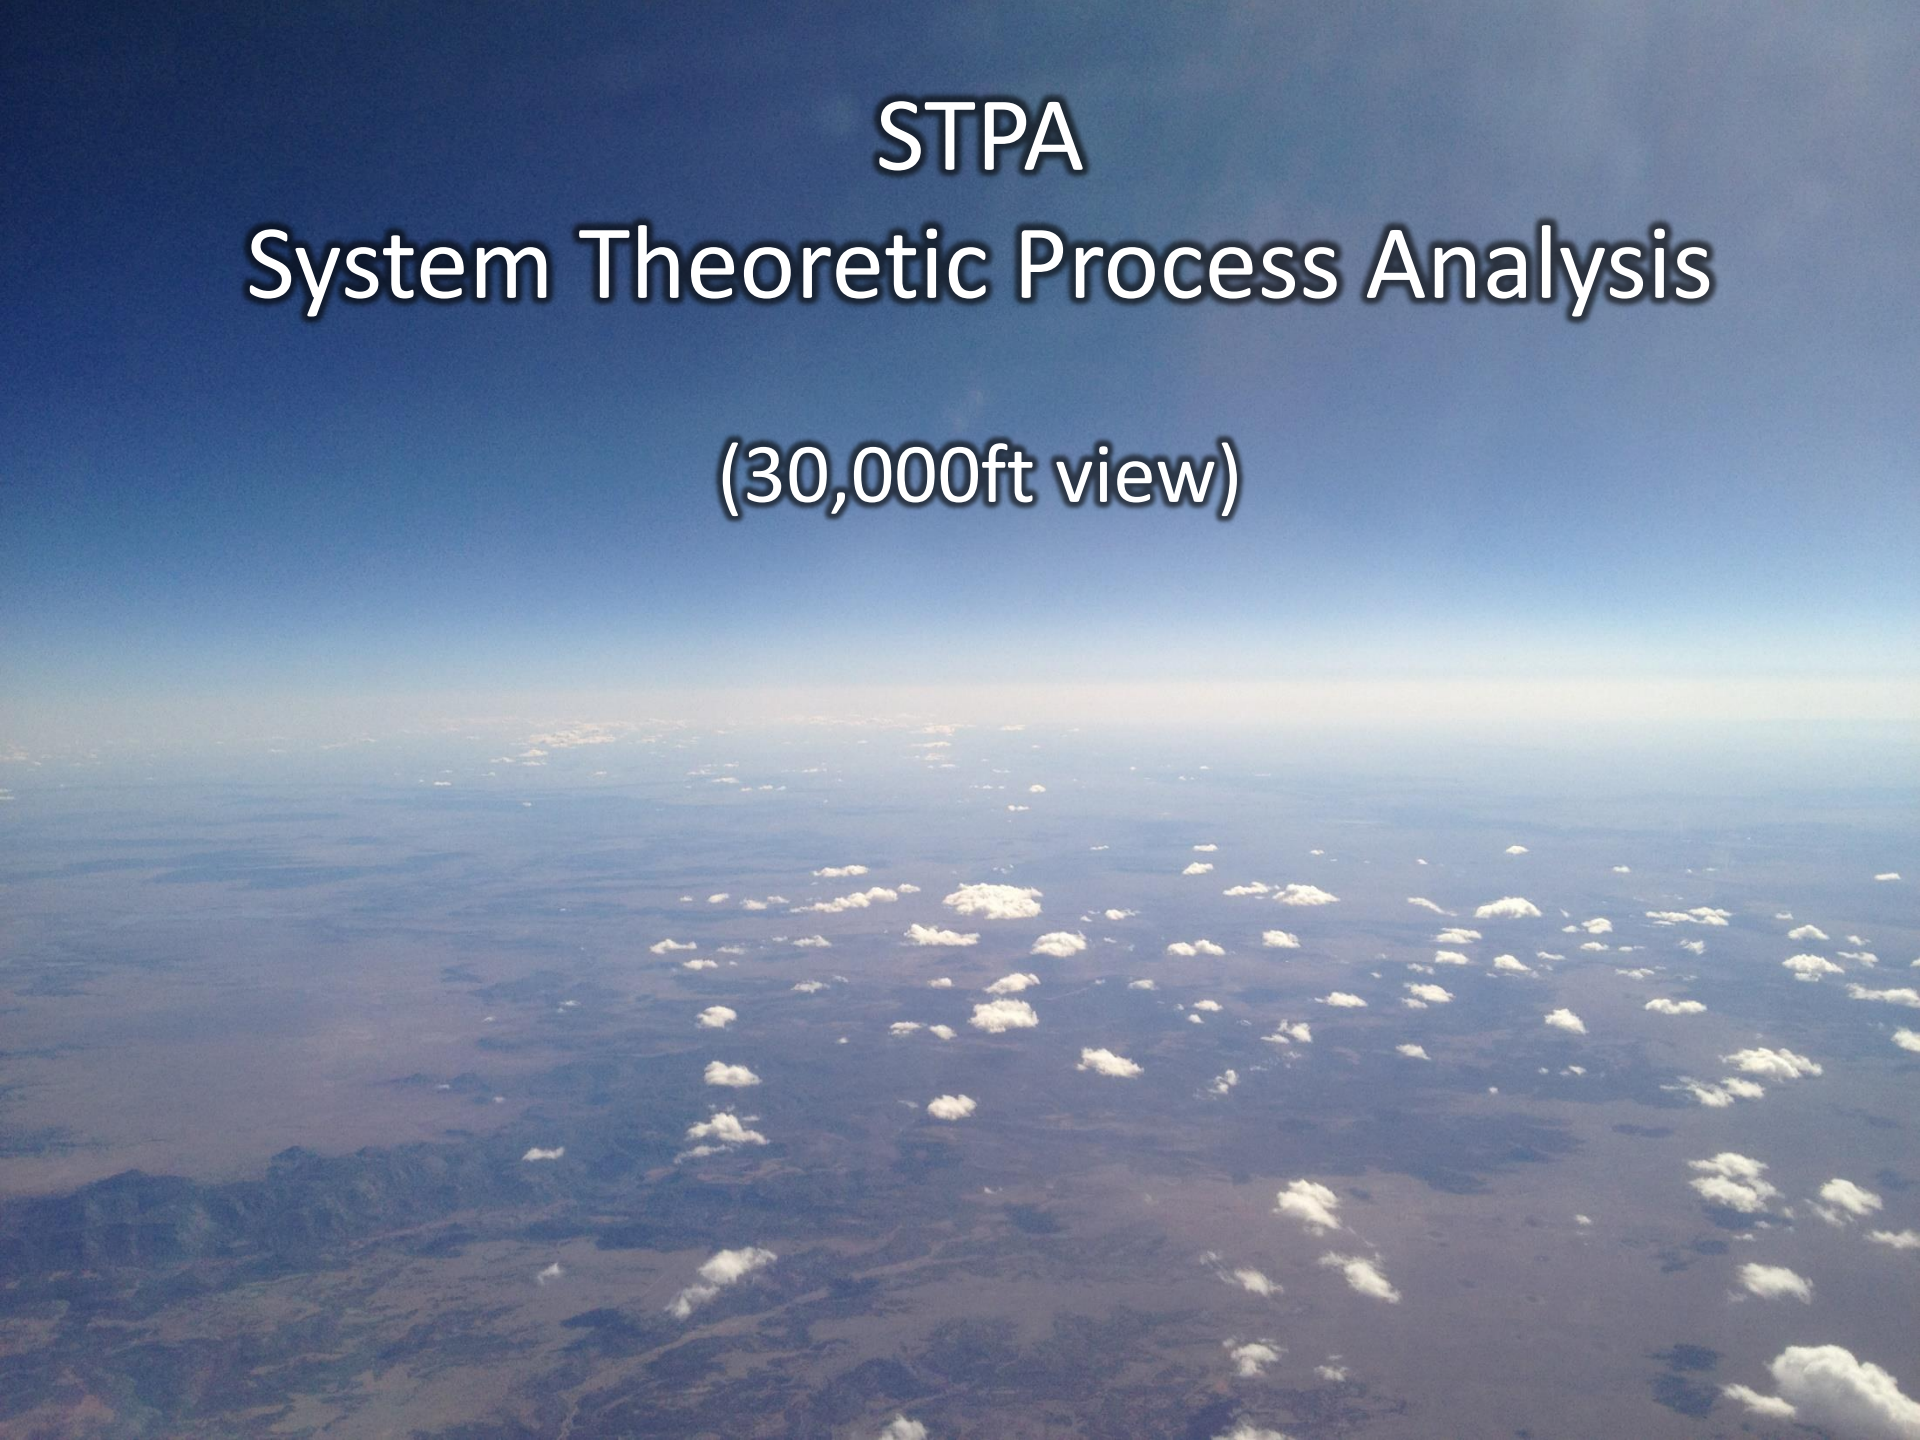 STPA
System Theoretic Process Analysis
(30,000ft view)